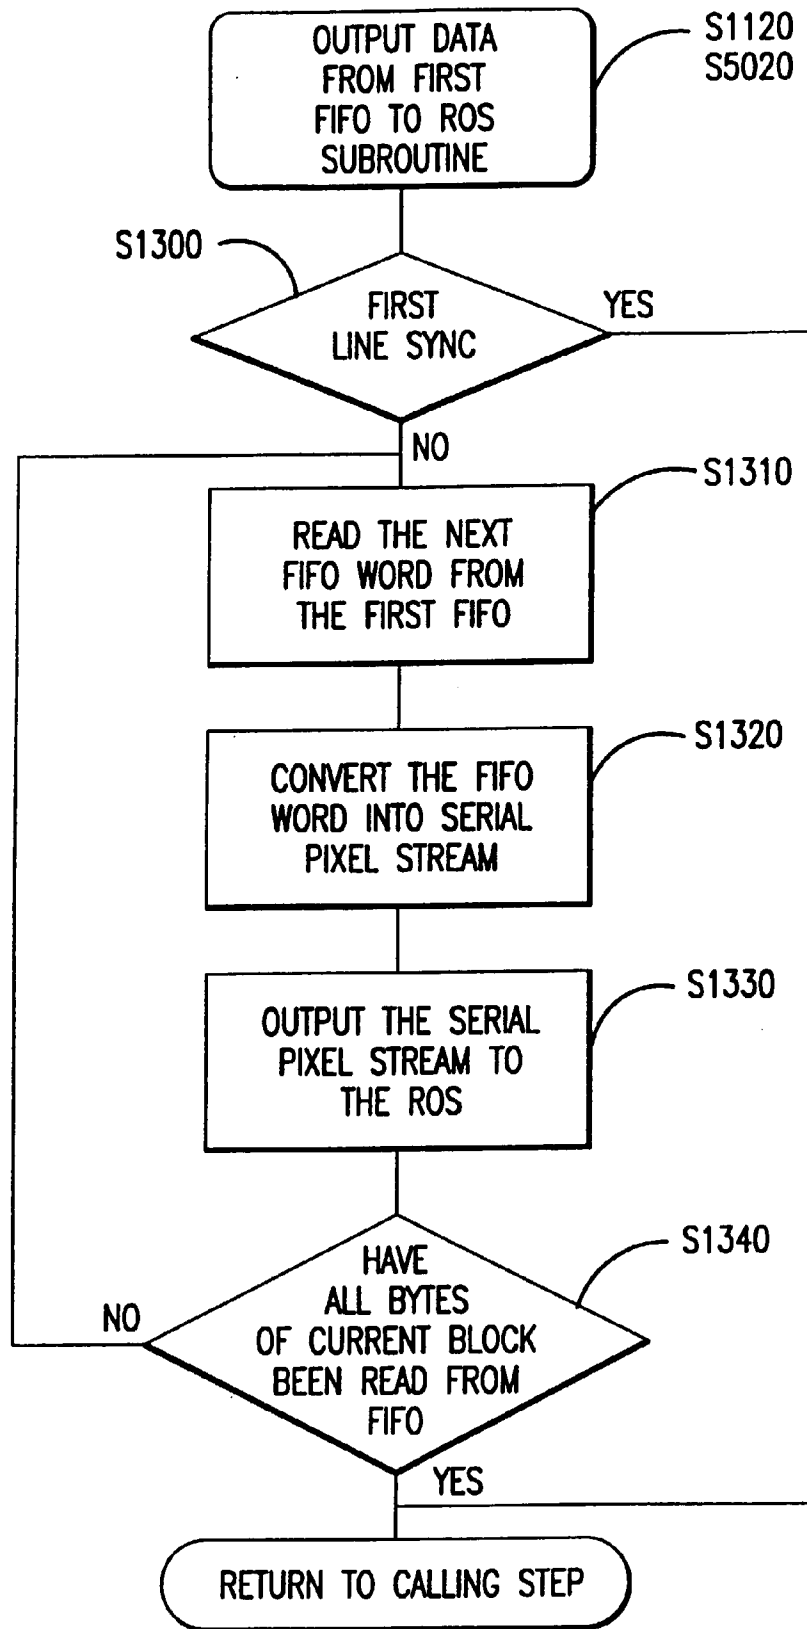 OUTPUT DATA
FROM FIRST
FIFO TO ROS
SUBROUTINE
S1120
S5020
S1300
FIRST
LINE SYNC
YES
NO
S1310
READ THE NEXT
FIFO WORD FROM
THE FIRST FIFO
S1320
CONVERT THE FIFO
WORD INTO SERIAL
PIXEL STREAM
S1330
OUTPUT THE SERIAL
PIXEL STREAM TO
THE ROS
S1340
HAVE
ALL BYTES
OF CURRENT BLOCK
BEEN READ FROM
FIFO
NO
YES
RETURN TO CALLING STEP